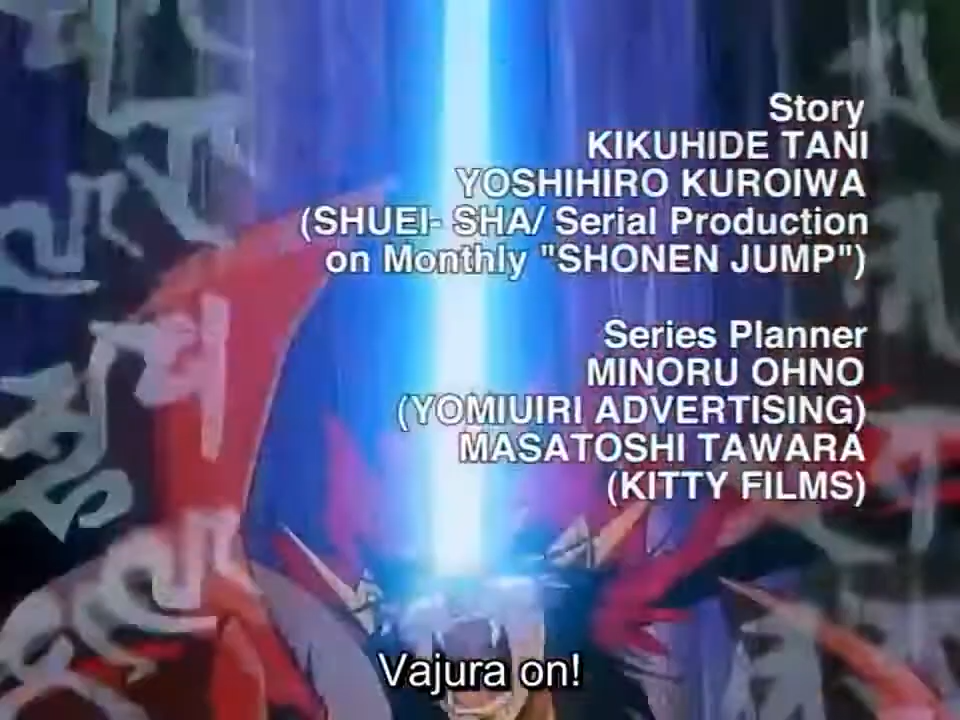 Story
KIKUHIDE TANI
YOSHIHIRO KUROIWA
(SHUEI- SHA/ Serial Production
on Monthly "SHONEN JUMP")
Series Planner
MINORU OHNO
(YOMIUIRI ADVERTISING)
MASATOSHI TAWARA
(KITTY FILMS)
Vajura on!